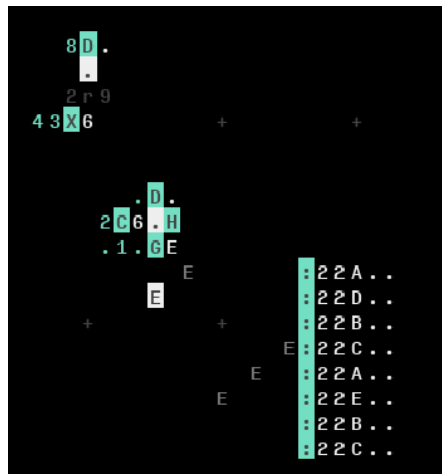 8D.
.
2r9
43X6
+ +
.D.
2C6.H
.1.GE
E :22A..
E :22D..
+ + :22B..
E :22C..
E :22A..
E :22E..
:22B..
:22C..